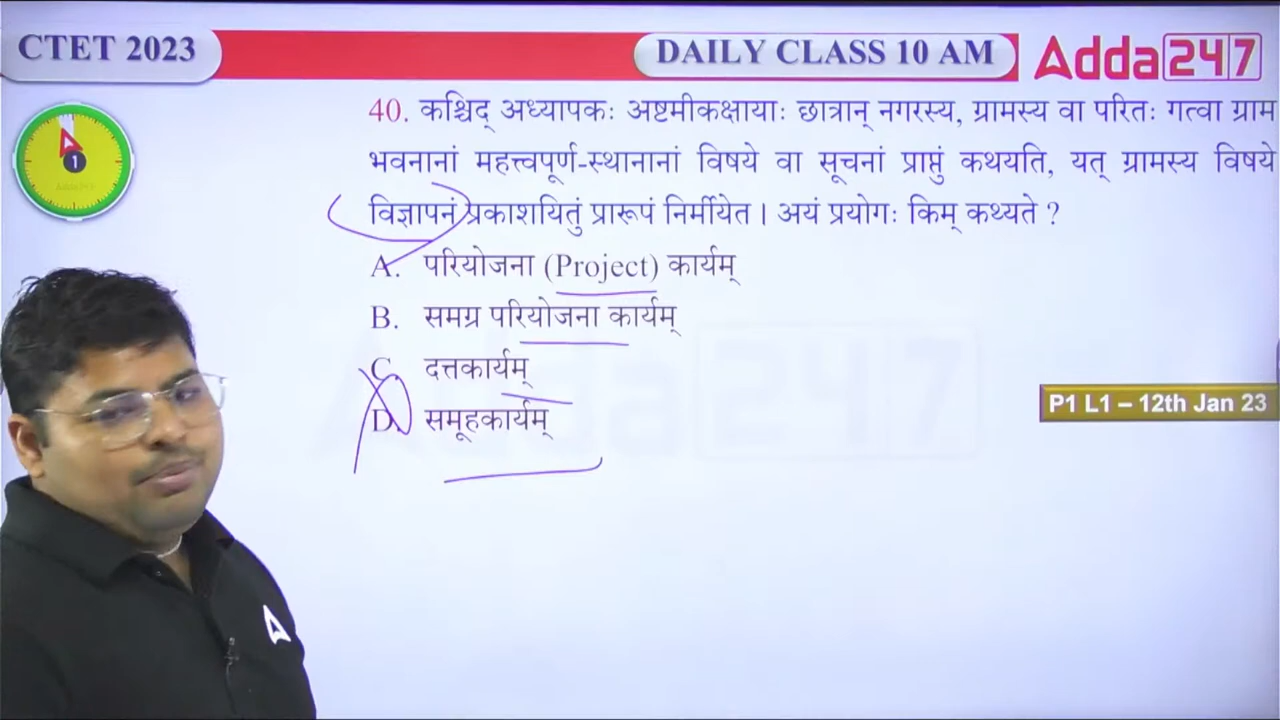 CTET 2023
DAILY CLASS 10 AM
Adda247
40. कश्चिद् अध्यापकः अष्टमीकक्षायाः छात्रान् नगरस्य, ग्रामस्य वा परितः गत्वा ग्राम
भवनानां महत्त्वपूर्ण-स्थानानां विषये वा सूचनां प्राप्तुं कथयति, यत् ग्रामस्य विषये
विज्ञापनं प्रकाशयितुं प्रारूपं निर्मीयेत। अयं प्रयोगः किम् कथ्यते ?
A. परियोजना (Project) कार्यम्
B. समग्र परियोजना कार्यम्
C. दत्तकार्यम्
D. समूहकार्यम्
P1 L1 – 12th Jan 23
1
Adda247